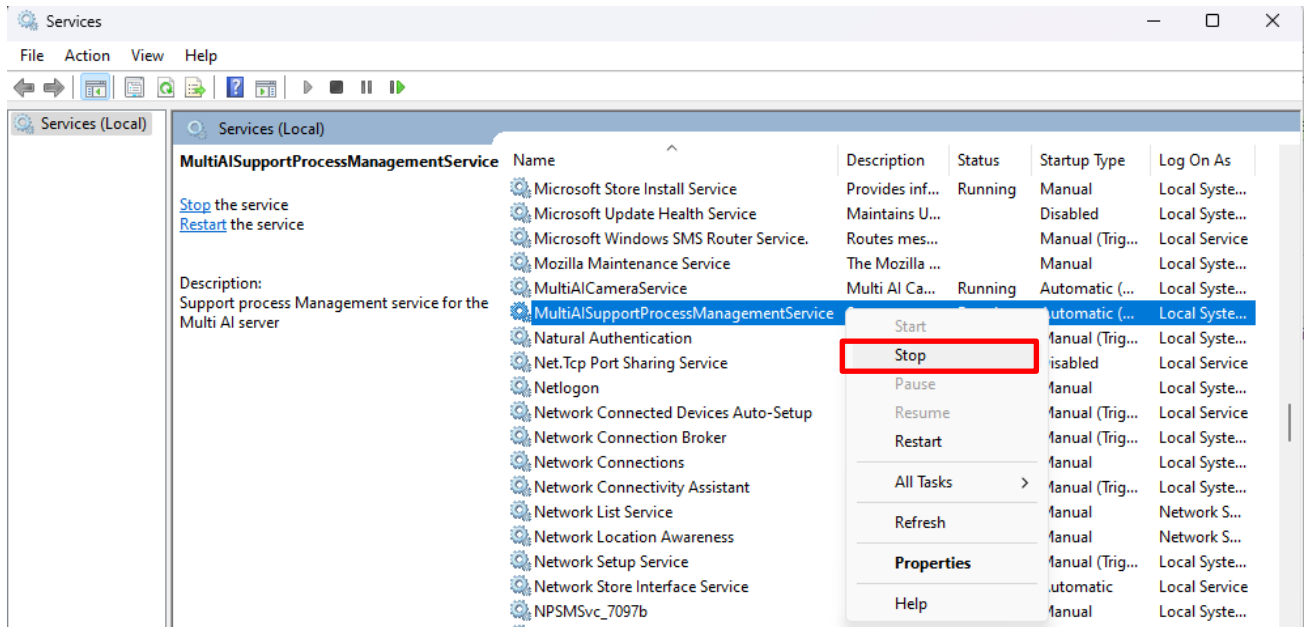 Services
File Action View Help
Services (Local)
Services (Local)
MultiAISupportProcessManagementService
Stop the service
Restart the service
Description:
Support process Management service for the
Multi AI server
Name Description Status Startup Type Log On As
Microsoft Store Install Service Provides inf... Running Manual Local Syste...
Microsoft Update Health Service Maintains U... Disabled Local Syste...
Microsoft Windows SMS Router Service. Routes mes... Manual (Trig... Local Service
Mozilla Maintenance Service The Mozilla ... Manual Local Syste...
MultiAICameraService Multi AI Ca... Running Automatic (... Local Syste...
MultiAISupportProcessManagementService utomatic (... Local Syste...
Natural Authentication Manual (Trig... Local Syste...
Net.Tcp Port Sharing Service isabled Local Service
Netlogon Manual Local Syste...
Network Connected Devices Auto-Setup Manual (Trig... Local Service
Network Connection Broker Manual (Trig... Local Syste...
Network Connections Manual Local Syste...
Network Connectivity Assistant Manual (Trig... Local Syste...
Network List Service Manual Network S...
Network Location Awareness Manual Network S...
Network Setup Service Manual (Trig... Local Syste...
Network Store Interface Service utomatic Local Service
NPSMSvc_7097b Manual Local Syste...
Start
Stop
Pause
Resume
Restart
All Tasks
Refresh
Properties
Help